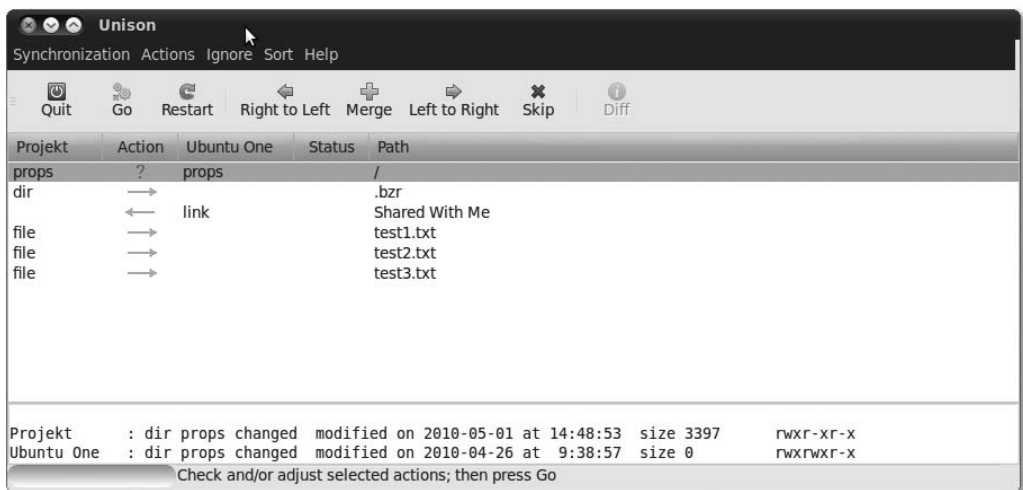 Unison
Synchronization Actions Ignore Sort Help
Quit Go Restart Right to Left Merge Left to Right Skip Diff
Projekt Action Ubuntu One Status Path
props ? props /
dir .bzr
link Shared With Me
file test1.txt
file test2.txt
file test3.txt
Projekt : dir props changed modified on 2010-05-01 at 14:48:53 size 3397 rwxr-xr-x
Ubuntu One : dir props changed modified on 2010-04-26 at 9:38:57 size 0 rwxrwxr-x
Check and/or adjust selected actions; then press Go